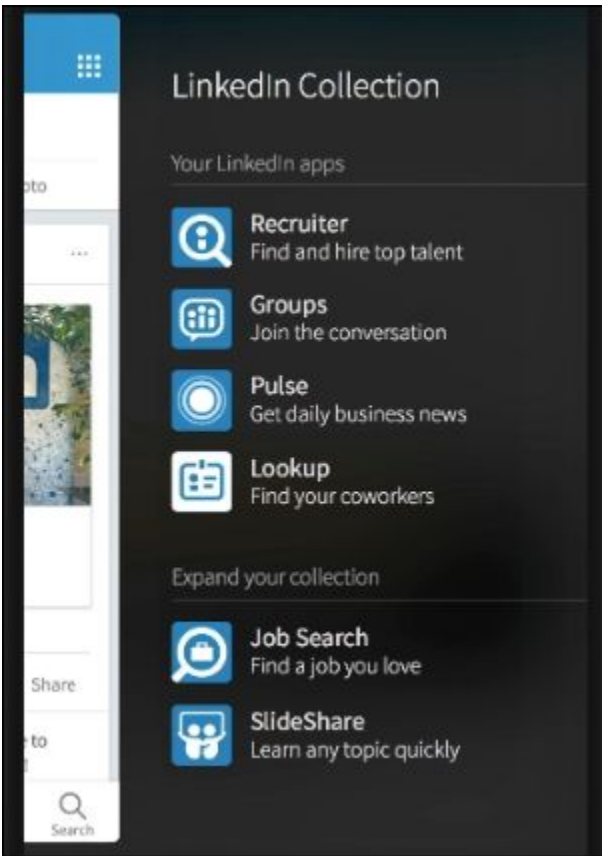 LinkedIn Collection
Your LinkedIn apps
Recruiter
Find and hire top talent
Groups
Join the conversation
Pulse
Get daily business news
Lookup
Find your coworkers
Expand your collection
Job Search
Find a job you love
SlideShare
Learn any topic quickly
...
Share
to
Search